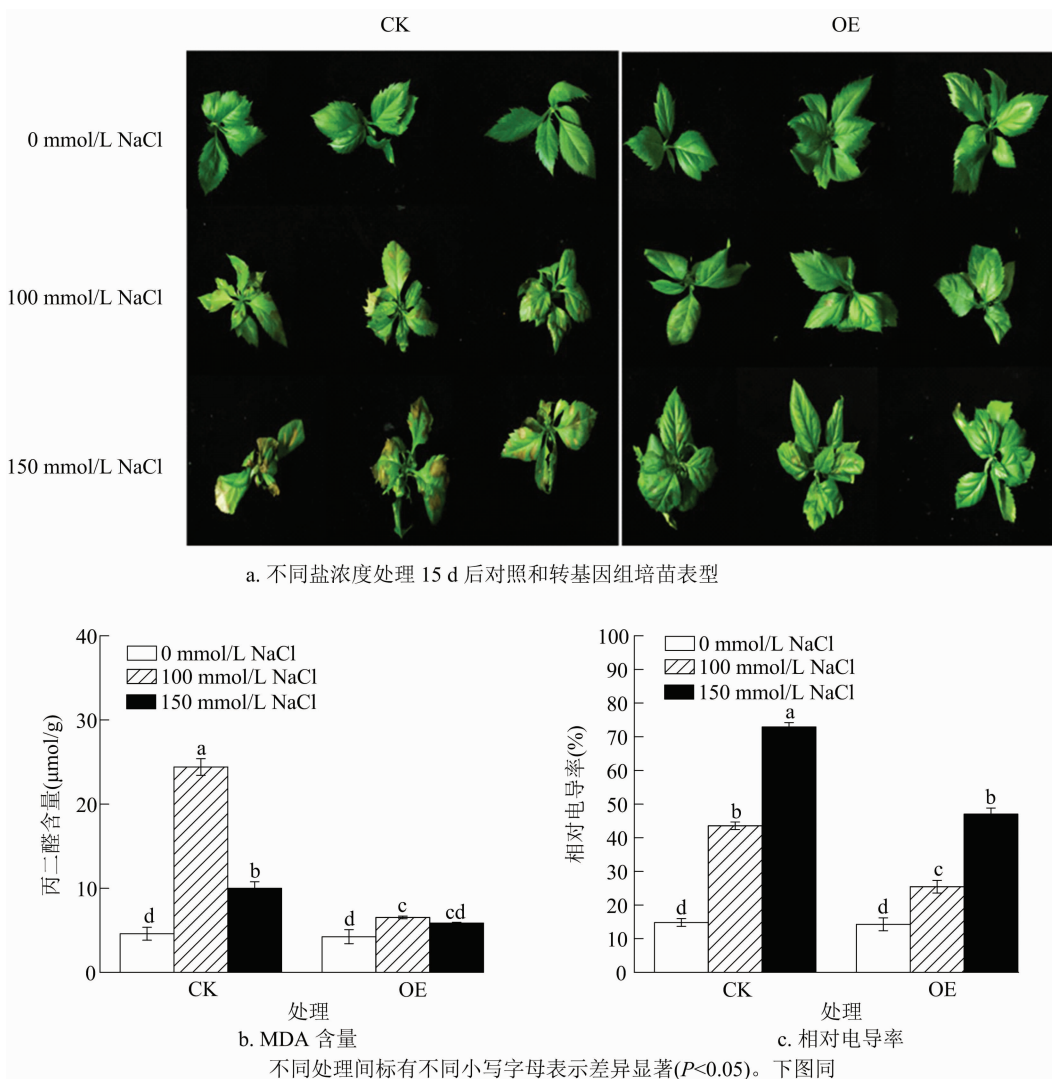 CK OE
0 mmol/L NaCl
100 mmol/L NaCl
150 mmol/L NaCl
a. 不同盐浓度处理 15 d 后对照和转基因组培苗表型
40
30
20
10
0
丙二醛含量(μmol/g)
0 mmol/L NaCl
100 mmol/L NaCl
150 mmol/L NaCl
d a b d c cd
CK OE
处理
b. MDA 含量
100
90
80
70
60
50
40
30
20
10
0
相对电导率(%)
0 mmol/L NaCl
100 mmol/L NaCl
150 mmol/L NaCl
d b a d c b
CK OE
处理
c. 相对电导率
不同处理间标有不同小写字母表示差异显著(P<0.05)。下图同